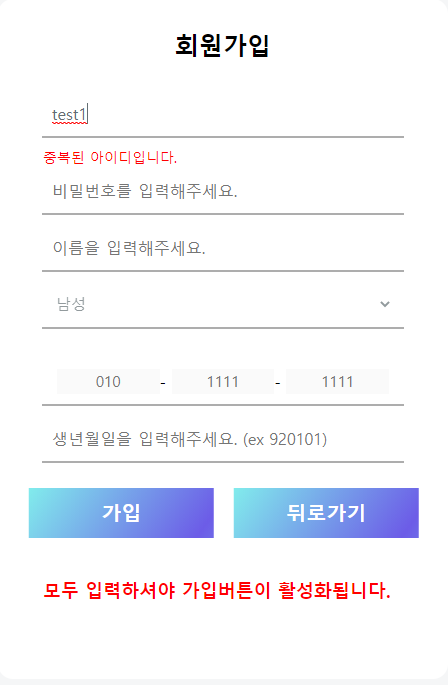 회원가입
test1
중복된 아이디입니다.
비밀번호를 입력해주세요.
이름을 입력해주세요.
남성
010 - 1111 - 1111
생년월일을 입력해주세요. (ex 920101)
가입 뒤로가기
모두 입력하셔야 가입버튼이 활성화됩니다.